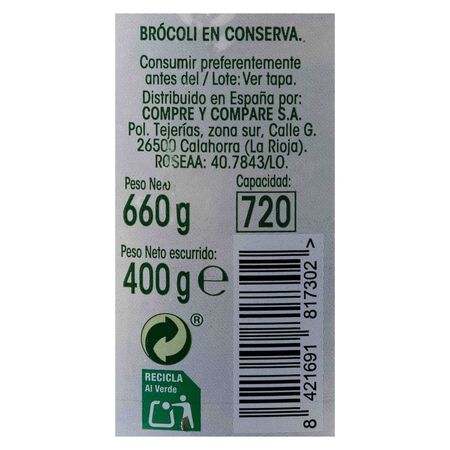 BRÓCOLI EN CONSERVA.
Consumir preferentemente
antes del / Lote: Ver tapa.
Distribuido en España por:
COMPRE Y COMPARE S.A.
Pol. Tejerías, zona sur, Calle G.
26500 Calahorra (La Rioja).
RGSEAA: 40.7843/LO.
Peso Neto
660 g
Capacidad:
720
Peso Neto escurrido:
400 g e
®
RECICLA
Al Verde
8 421691 817302 >